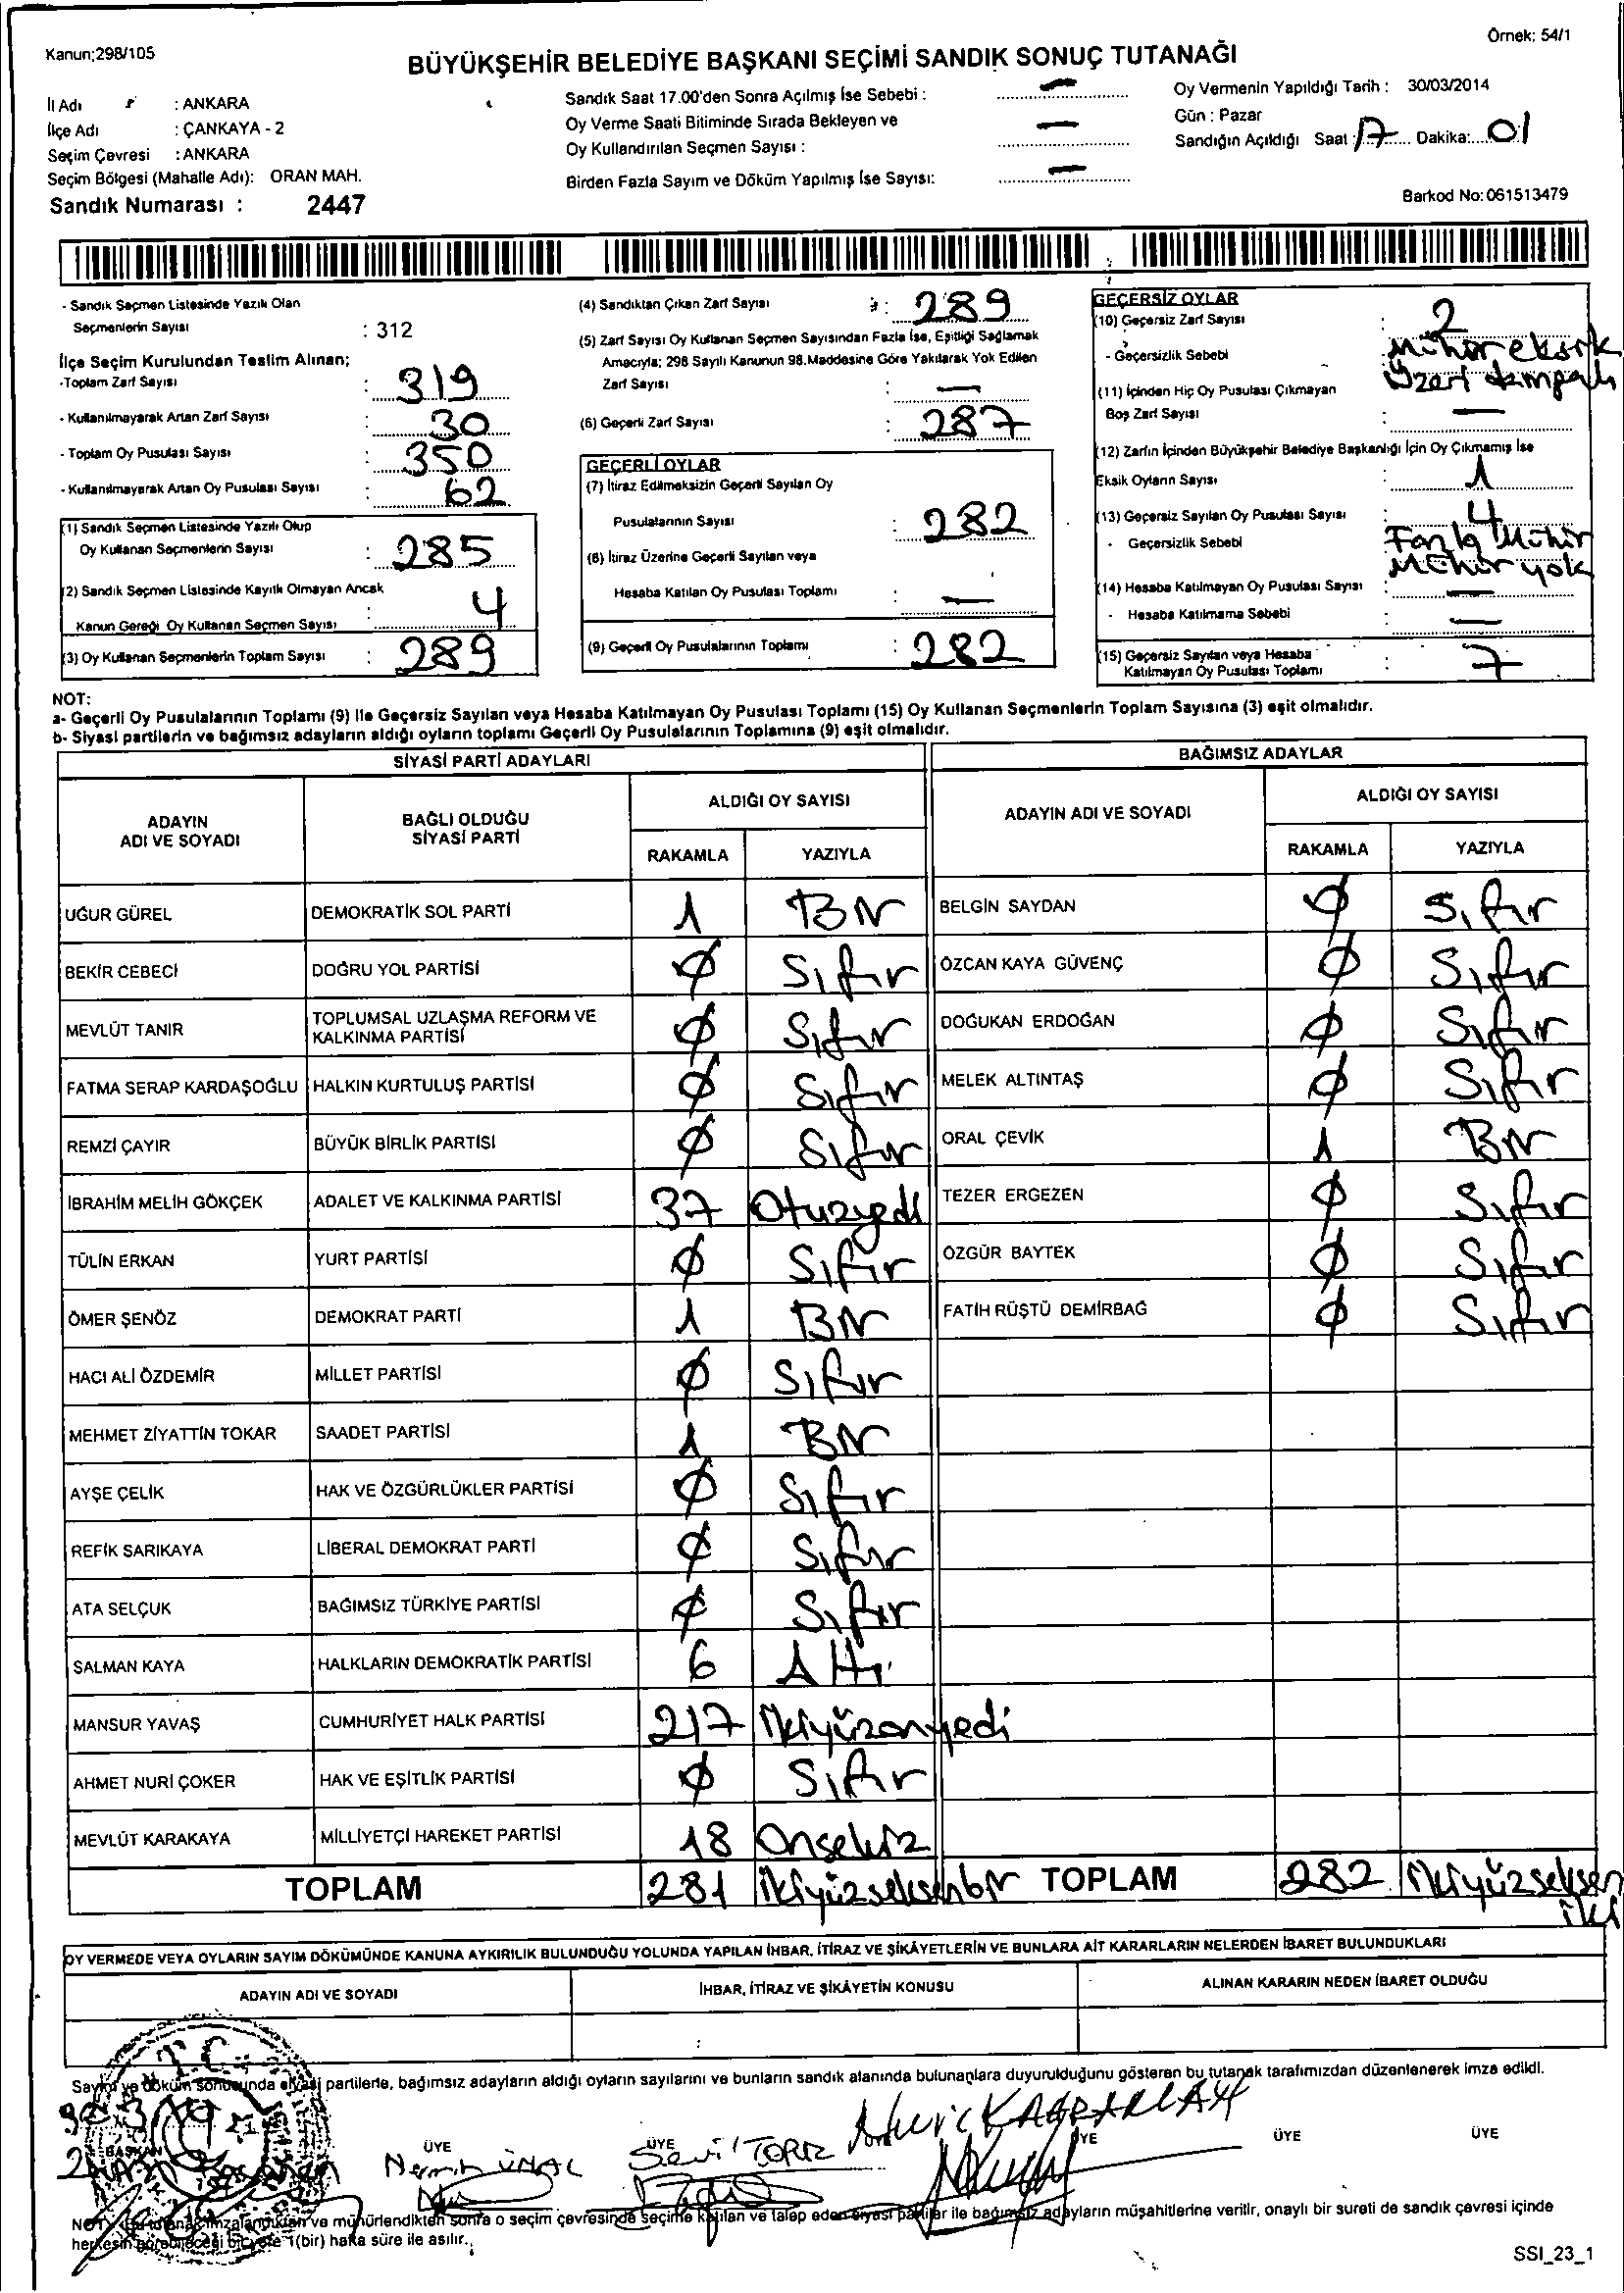 Kanun;298/105
Örnek: 54/1
BÜYÜKŞEHİR BELEDİYE BAŞKANI SEÇİMİ SANDIK SONUÇ TUTANAĞI
İl Adı : ANKARA
İlçe Adı : ÇANKAYA - 2
Seçim Çevresi : ANKARA
Seçim Bölgesi (Mahalle Adı): ORAN MAH.
Sandık Numarası : 2447
Sandık Saat 17.00'den Sonra Açılmış İse Sebebi : —
Oy Verme Saati Bitiminde Sırada Bekleyen ve
Oy Kullandırılan Seçmen Sayısı : —
Birden Fazla Sayım ve Döküm Yapılmış İse Sayısı: —
Oy Vermenin Yapıldığı Tarih : 30/03/2014
Gün : Pazar
Sandığın Açıldığı Saat : 17 Dakika: 01
Barkod No: 061513479
- Sandık Seçmen Listesinde Yazılı Olan
Seçmenlerin Sayısı : 312
İlçe Seçim Kurulundan Teslim Alınan;
-Toplam Zarf Sayısı : 319
- Kullanılmayarak Artan Zarf Sayısı : 30
- Toplam Oy Pusulası Sayısı : 350
- Kullanılmayarak Artan Oy Pusulası Sayısı : 62
(1) Sandık Seçmen Listesinde Yazılı Olup
Oy Kullanan Seçmenlerin Sayısı : 285
(2) Sandık Seçmen Listesinde Kayıtlı Olmayan Ancak
Kanun Gereği Oy Kullanan Seçmen Sayısı : 4
(3) Oy Kullanan Seçmenlerin Toplam Sayısı : 289
(4) Sandıktan Çıkan Zarf Sayısı : 289
(5) Zarf Sayısı Oy Kullanan Seçmen Sayısından Fazla İse, Eşitliği Sağlamak
Amacıyla; 298 Sayılı Kanunun 98.Maddesine Göre Yakılarak Yok Edilen
Zarf Sayısı : —
(6) Geçerli Zarf Sayısı : 287
GEÇERLİ OYLAR
(7) İtiraz Edilmeksizin Geçerli Sayılan Oy
Pusulalarının Sayısı : 282
(8) İtiraz Üzerine Geçerli Sayılan veya
Hesaba Katılan Oy Pusulası Toplamı : —
(9) Geçerli Oy Pusulalarının Toplamı : 282
GEÇERSİZ OYLAR
(10) Geçersiz Zarf Sayısı : 2
- Geçersizlik Sebebi : Mühür eksik
üzeri damgalı
(11) İçinden Hiç Oy Pusulası Çıkmayan
Boş Zarf Sayısı : —
(12) Zarfın İçinden Büyükşehir Belediye Başkanlığı İçin Oy Çıkmamış İse
Eksik Oyların Sayısı : 1
(13) Geçersiz Sayılan Oy Pusulası Sayısı : 4
- Geçersizlik Sebebi Fazla Mühür
Mühür yok
(14) Hesaba Katılmayan Oy Pusulası Sayısı : —
- Hesaba Katılmama Sebebi : —
(15) Geçersiz Sayılan veya Hesaba
Katılmayan Oy Pusulası Toplamı : 7
NOT:
a- Geçerli Oy Pusulalarının Toplamı (9) ile Geçersiz Sayılan veya Hesaba Katılmayan Oy Pusulası Toplamı (15) Oy Kullanan Seçmenlerin Toplam Sayısına (3) eşit olmalıdır.
b- Siyasi partilerin ve bağımsız adayların aldığı oyların toplamı Geçerli Oy Pusulalarının Toplamına (9) eşit olmalıdır.
SİYASİ PARTİ ADAYLARI
ADAYIN ADI VE SOYADI BAĞLI OLDUĞU SİYASİ PARTİ ALDIĞI OY SAYISI
RAKAMLA YAZIYLA
UĞUR GÜREL DEMOKRATİK SOL PARTİ 1 Bir
BEKİR CEBECİ DOĞRU YOL PARTİSİ 0 Sıfır
MEVLÜT TANIR TOPLUMSAL UZLAŞMA REFORM VE KALKINMA PARTİSİ 0 Sıfır
FATMA SERAP KARDAŞOĞLU HALKIN KURTULUŞ PARTİSİ 0 Sıfır
REMZİ ÇAYIR BÜYÜK BİRLİK PARTİSİ 0 Sıfır
İBRAHİM MELİH GÖKÇEK ADALET VE KALKINMA PARTİSİ 37 Otuzyedi
TÜLİN ERKAN YURT PARTİSİ 0 Sıfır
ÖMER ŞENÖZ DEMOKRAT PARTİ 1 Bir
HACI ALİ ÖZDEMİR MİLLET PARTİSİ 0 Sıfır
MEHMET ZİYATTİN TOKAR SAADET PARTİSİ 1 Bir
AYŞE ÇELİK HAK VE ÖZGÜRLÜKLER PARTİSİ 0 Sıfır
REFİK SARIKAYA LİBERAL DEMOKRAT PARTİ 0 Sıfır
ATA SELÇUK BAĞIMSIZ TÜRKİYE PARTİSİ 0 Sıfır
SALMAN KAYA HALKLARIN DEMOKRATİK PARTİSİ 6 Altı
MANSUR YAVAŞ CUMHURİYET HALK PARTİSİ 217 İkiyüzonyedi
AHMET NURİ ÇOKER HAK VE EŞİTLİK PARTİSİ 0 Sıfır
MEVLÜT KARAKAYA MİLLİYETÇİ HAREKET PARTİSİ 18 Onsekiz
TOPLAM 281 İkiyüzseksenbir
BAĞIMSIZ ADAYLAR
ADAYIN ADI VE SOYADI ALDIĞI OY SAYISI
RAKAMLA YAZIYLA
BELGİN SAYDAN 0 Sıfır
ÖZCAN KAYA GÜVENÇ 0 Sıfır
DOĞUKAN ERDOĞAN 0 Sıfır
MELEK ALTINTAŞ 0 Sıfır
ORAL ÇEVİK 1 Bir
TEZER ERGEZEN 0 Sıfır
ÖZGÜR BAYTEK 0 Sıfır
FATİH RÜŞTÜ DEMİRBAĞ 0 Sıfır
TOPLAM 282 İkiyüzseksen
iki
OY VERMEDE VEYA OYLARIN SAYIM DÖKÜMÜNDE KANUNA AYKIRILIK BULUNDUĞU YOLUNDA YAPILAN İHBAR, İTİRAZ VE ŞİKÂYETLERİN VE BUNLARA AİT KARARLARIN NELERDEN İBARET BULUNDUKLARI
ADAYIN ADI VE SOYADI İHBAR, İTİRAZ VE ŞİKÂYETİN KONUSU ALINAN KARARIN NEDEN İBARET OLDUĞU
T.C.
Sayım ve döküm sonucunda siyasi partilerle, bağımsız adayların aldığı oyların sayılarını ve bunların sandık alanında bulunanlara duyurulduğunu gösteren bu tutanak tarafımızdan düzenlenerek imza edildi.
BAŞKAN ÜYE ÜYE ÜYE ÜYE ÜYE
Nermin ÜNAL
NOT: Bu tutanak imzalandıktan ve mühürlendikten sonra o seçim çevresinde seçime katılan ve talep eden siyasi partiler ile bağımsız adayların müşahitlerine verilir, onaylı bir sureti de sandık çevresi içinde
herkesin görebileceği bir yere 1(bir) hafta süre ile asılır.
SSI_23_1